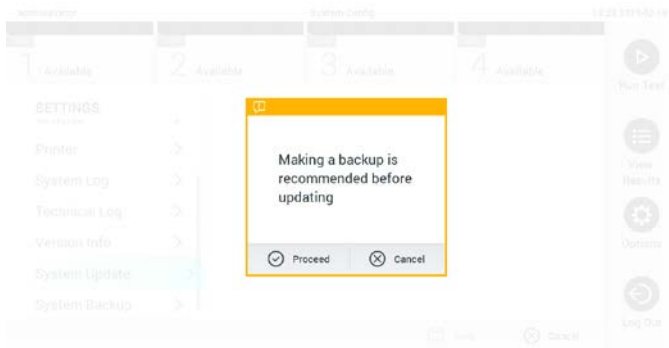 administrator
System Config
1 Available
2 Available
3 Available
4 Available
Run Test
SETTINGS
Printer
View
Results
System Log
Technical Log
Version Info
Options
System Update
System Backup
Log Out
Save
Cancel
Making a backup is
recommended before
updating
Proceed
Cancel